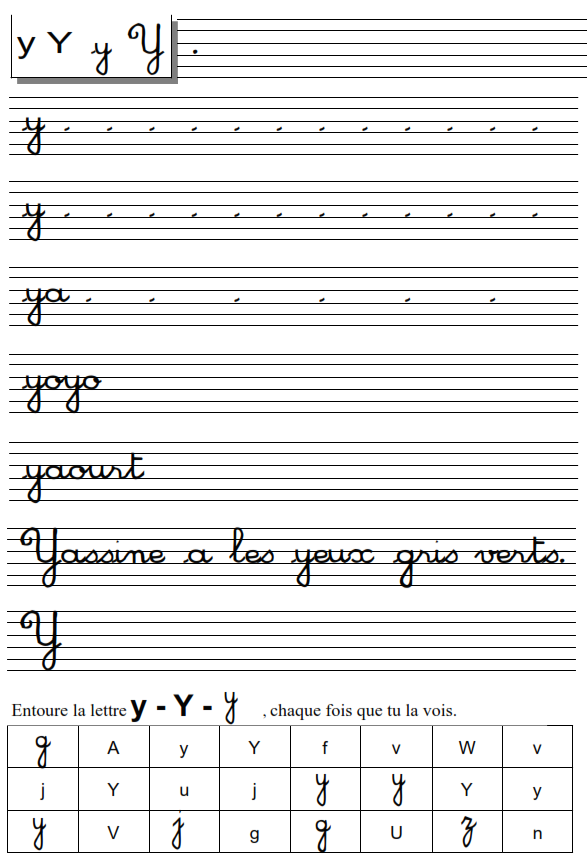 y Y y Y .
y
y
ya
yoyo
yaourt
Yassine a les yeux gris verts.
Y
Entoure la lettre y - Y - y , chaque fois que tu la vois.
g A y Y f v W v
j Y u j y y Y y
y V j g g U z n